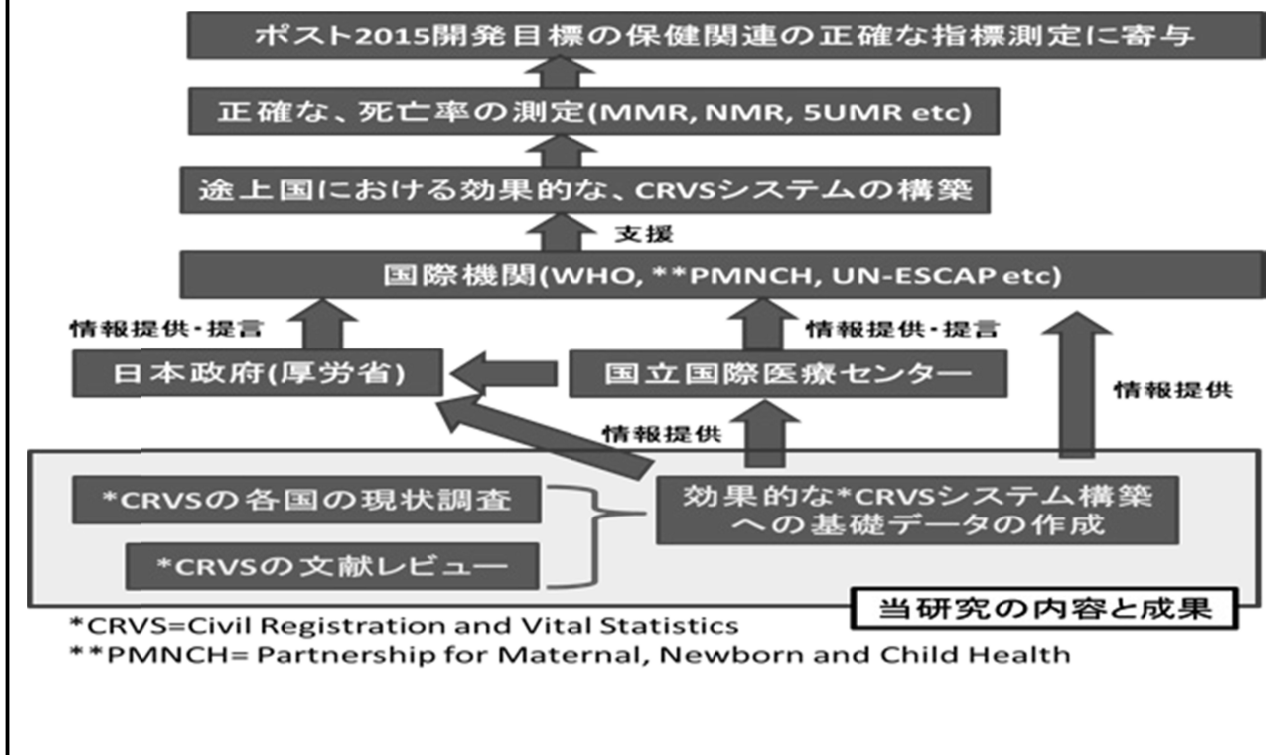 ポスト2015開発目標の保健関連の正確な指標測定に寄与
正確な、死亡率の測定(MMR, NMR, 5UMR etc)
途上国における効果的な、CRVSシステムの構築
支援
国際機関(WHO, **PMNCH, UN-ESCAP etc)
情報提供・提言
情報提供・提言
日本政府(厚労省)
国立国際医療センター
情報提供
情報提供
*CRVSの各国の現状調査
効果的な*CRVSシステム構築
への基礎データの作成
*CRVSの文献レビュー
当研究の内容と成果
*CRVS=Civil Registration and Vital Statistics
**PMNCH= Partnership for Maternal, Newborn and Child Health